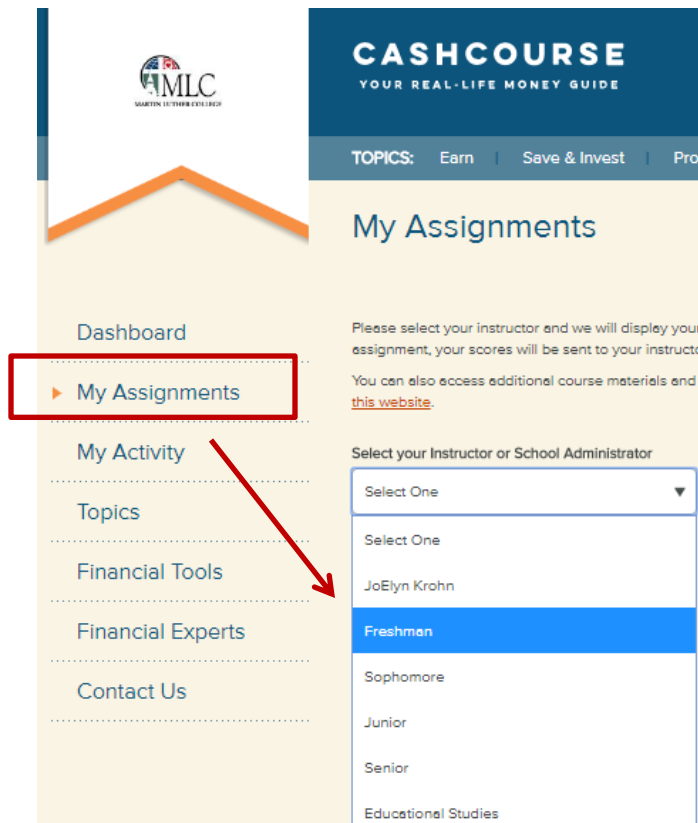 MLC
MARTIN LUTHER COLLEGE
CASHCOURSE
YOUR REAL-LIFE MONEY GUIDE
TOPICS: Earn Save & Invest Pro
My Assignments
Dashboard
My Assignments
My Activity
Topics
Financial Tools
Financial Experts
Contact Us
Please select your instructor and we will display your
assignment, your scores will be sent to your instructo
You can also access additional course materials and
this website.
Select your Instructor or School Administrator
Select One
Select One
JoElyn Krohn
Freshman
Sophomore
Junior
Senior
Educational Studies